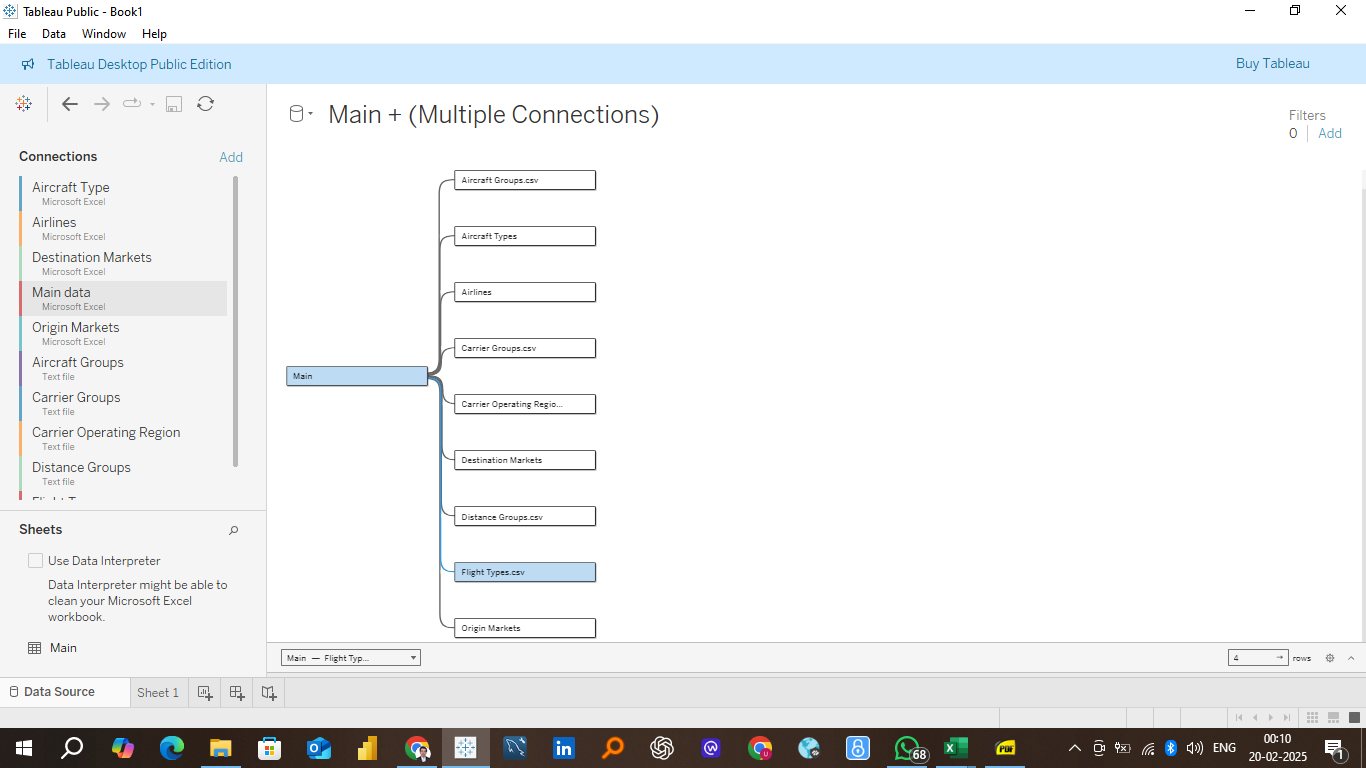 Tableau Public - Book1
File Data Window Help
Tableau Desktop Public Edition
Buy Tableau
Main + (Multiple Connections)
Filters
0 Add
Connections
Add
Aircraft Type
Microsoft Excel
Airlines
Microsoft Excel
Destination Markets
Microsoft Excel
Main data
Microsoft Excel
Origin Markets
Microsoft Excel
Aircraft Groups
Text file
Carrier Groups
Text file
Carrier Operating Region
Text file
Distance Groups
Text file
Aircraft Groups.csv
Aircraft Types
Airlines
Carrier Groups.csv
Main
Carrier Operating Regio...
Destination Markets
Distance Groups.csv
Flight Types.csv
Origin Markets
Sheets
Use Data Interpreter
Data Interpreter might be able to
clean your Microsoft Excel
workbook.
Main
Main — Flight Typ...
4 → rows
Data Source
Sheet 1
68
ENG
00:10
20-02-2025
1
PDF